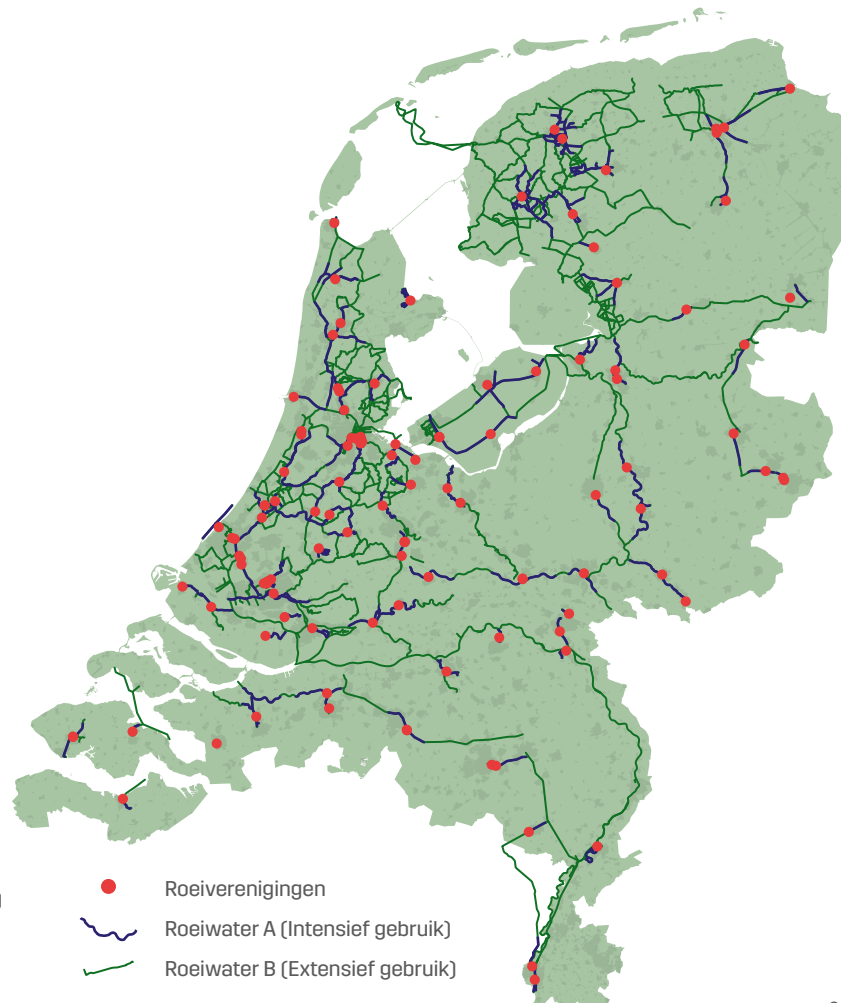 Roeiverenigingen
Roeiwater A (Intensief gebruik)
Roeiwater B (Extensief gebruik)